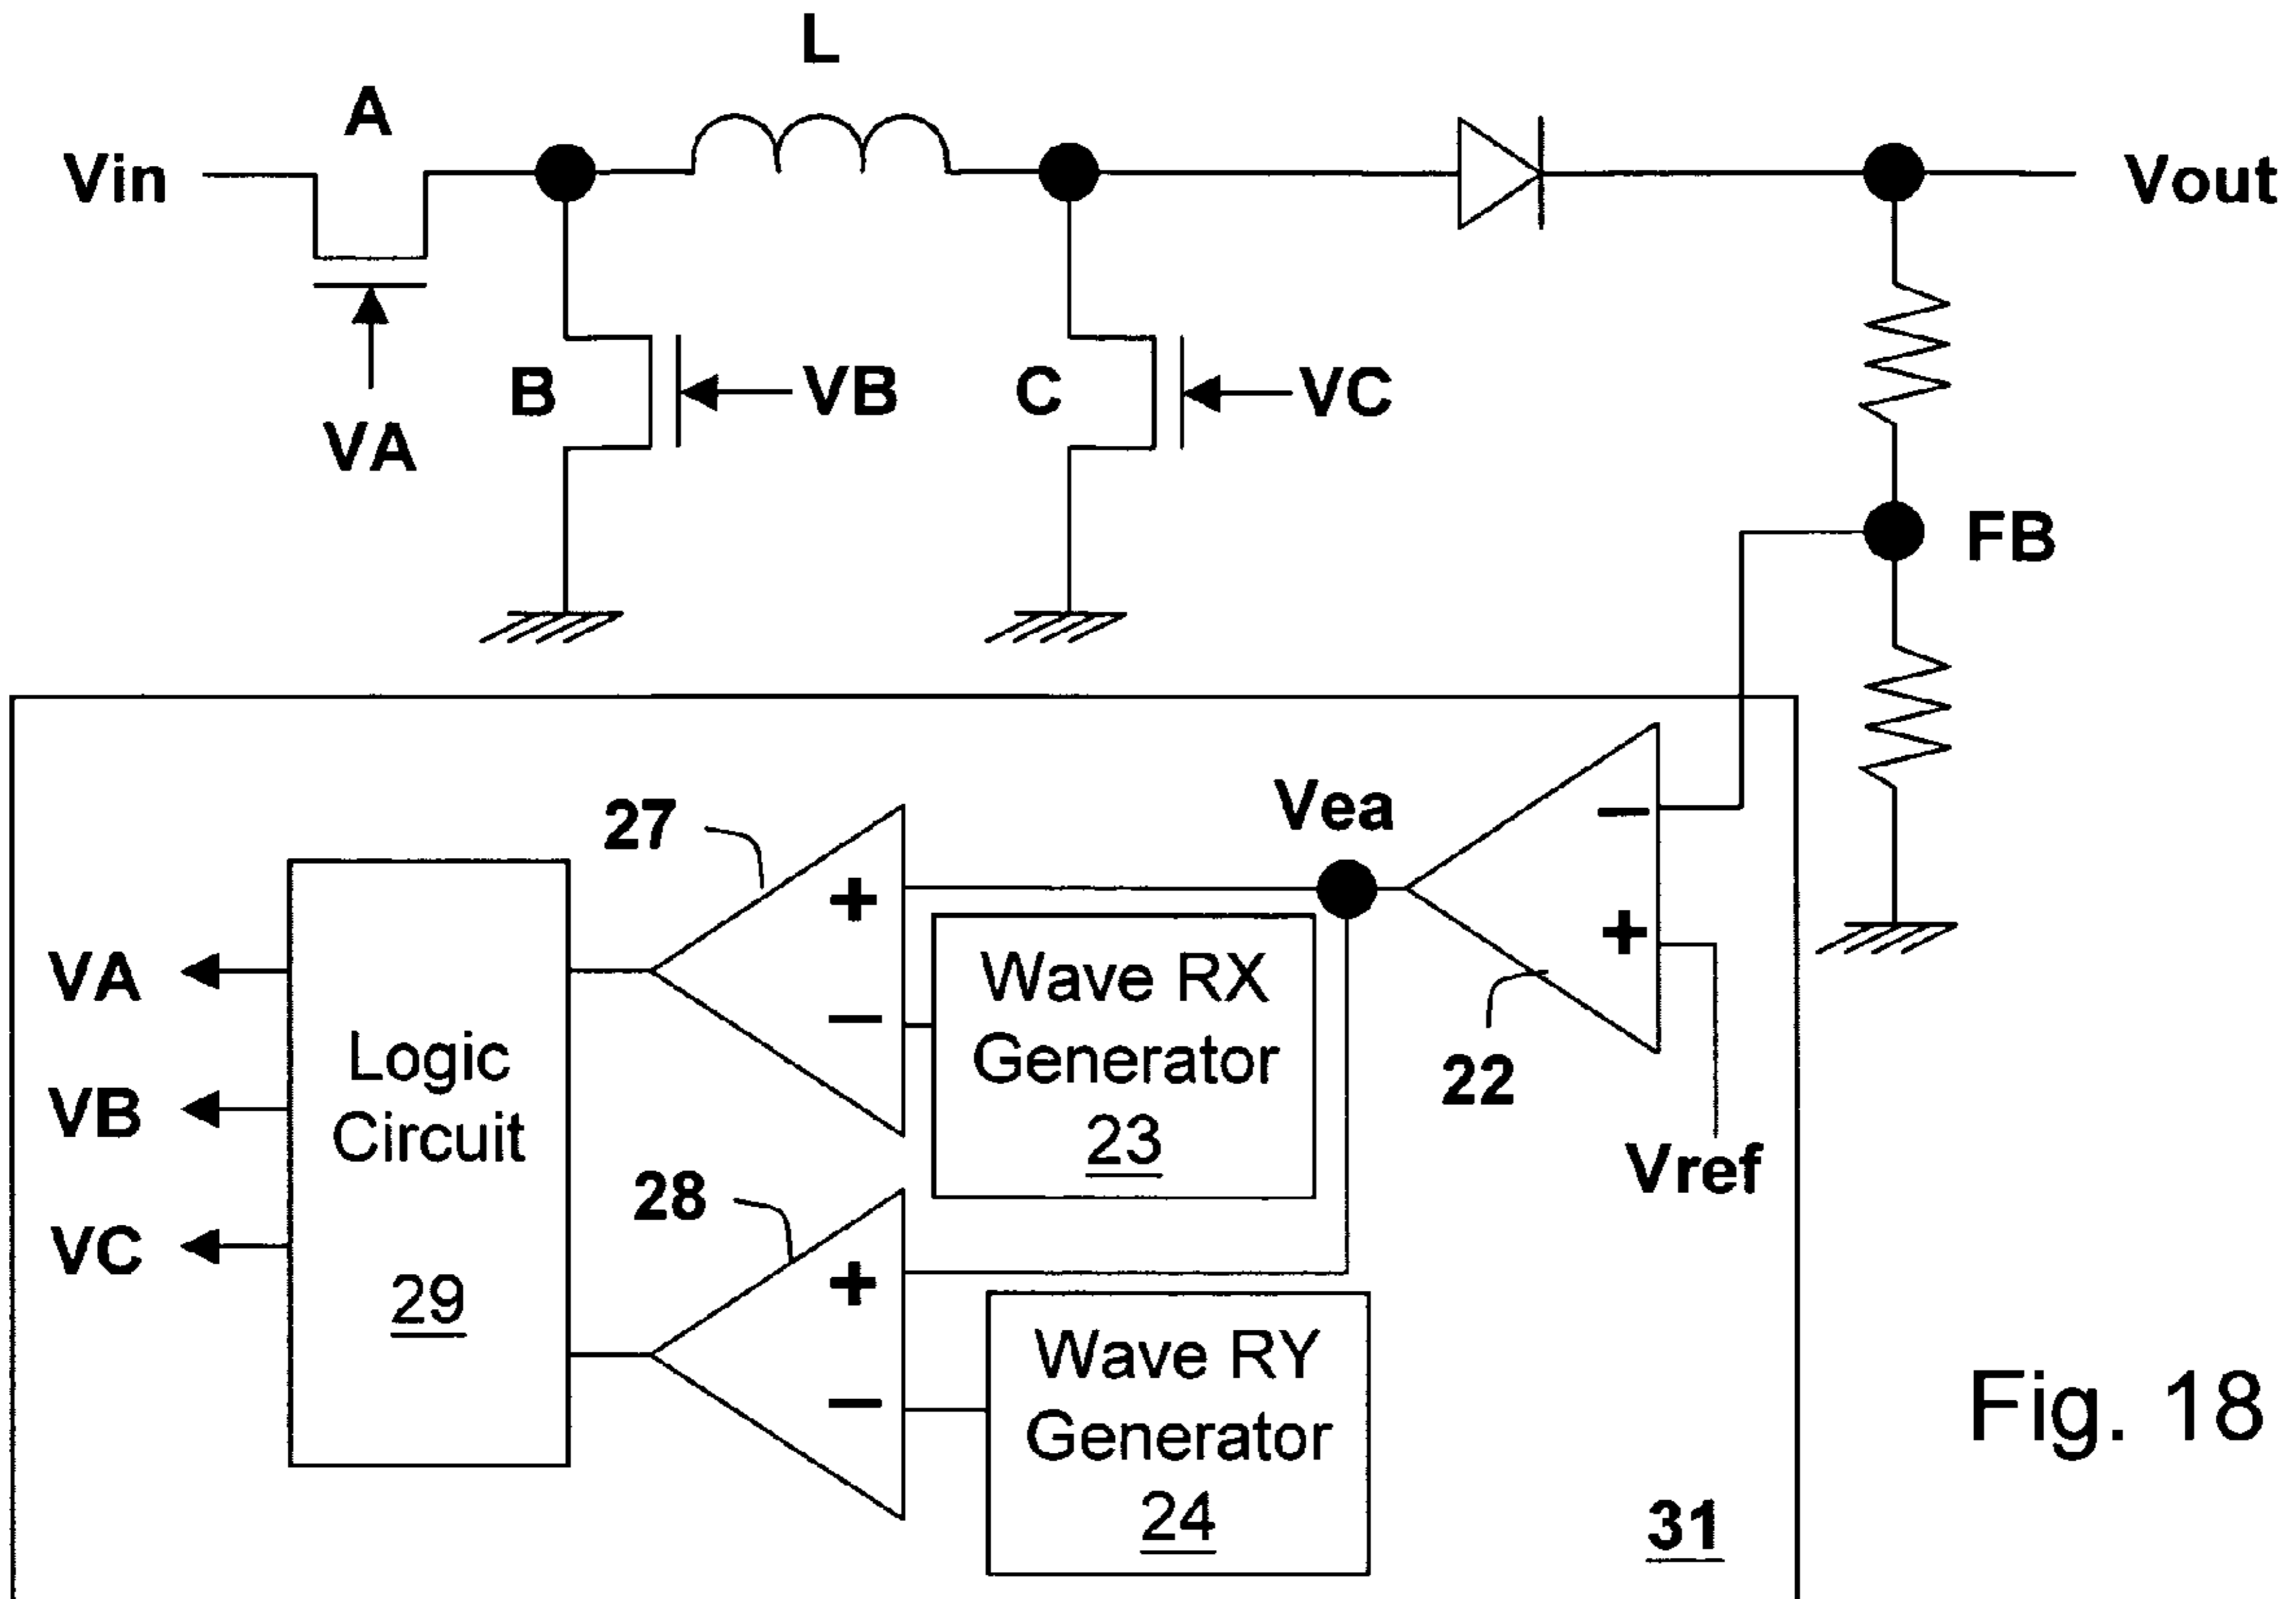 L
A
Vin
Vout
B
VB
C
VC
VA
FB
27
Vea
+
−
Wave RX
Generator
23
−
+
22
Vref
VA
VB
VC
Logic
Circuit
29
28
+
−
Wave RY
Generator
24
31
Fig. 18